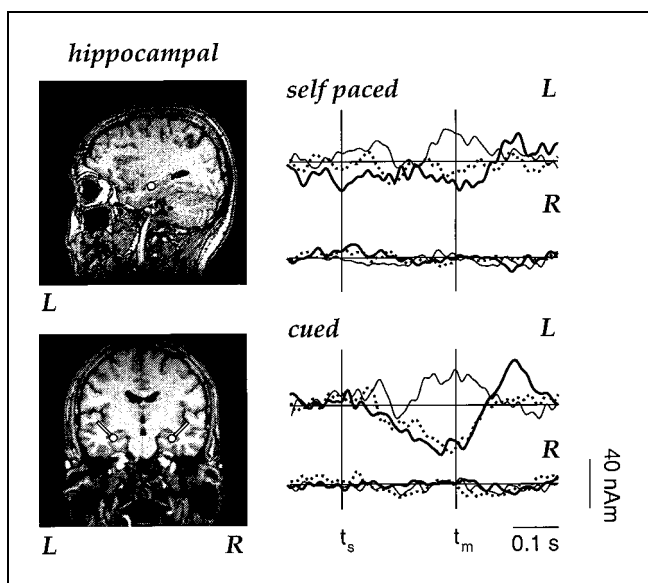 hippocampal
self paced
L
R
L
cued
L
R
L R
t_s t_m 0.1 s
40 nAm